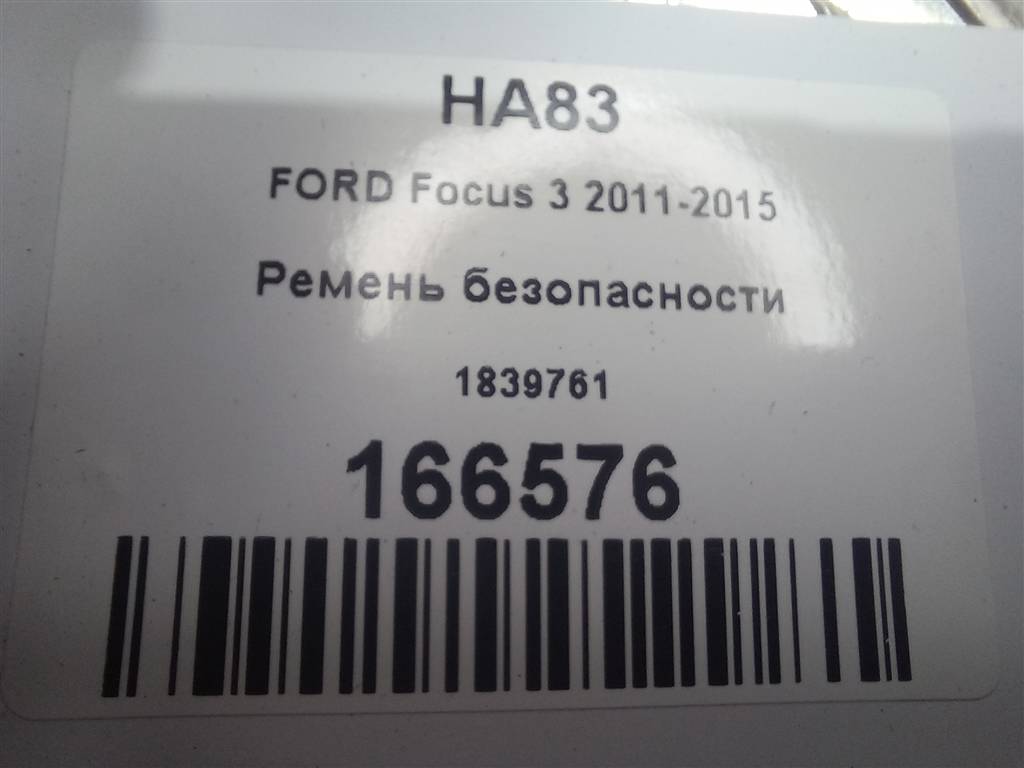 HA83
FORD Focus 3 2011-2015
Ремень безопасности
1839761
166576